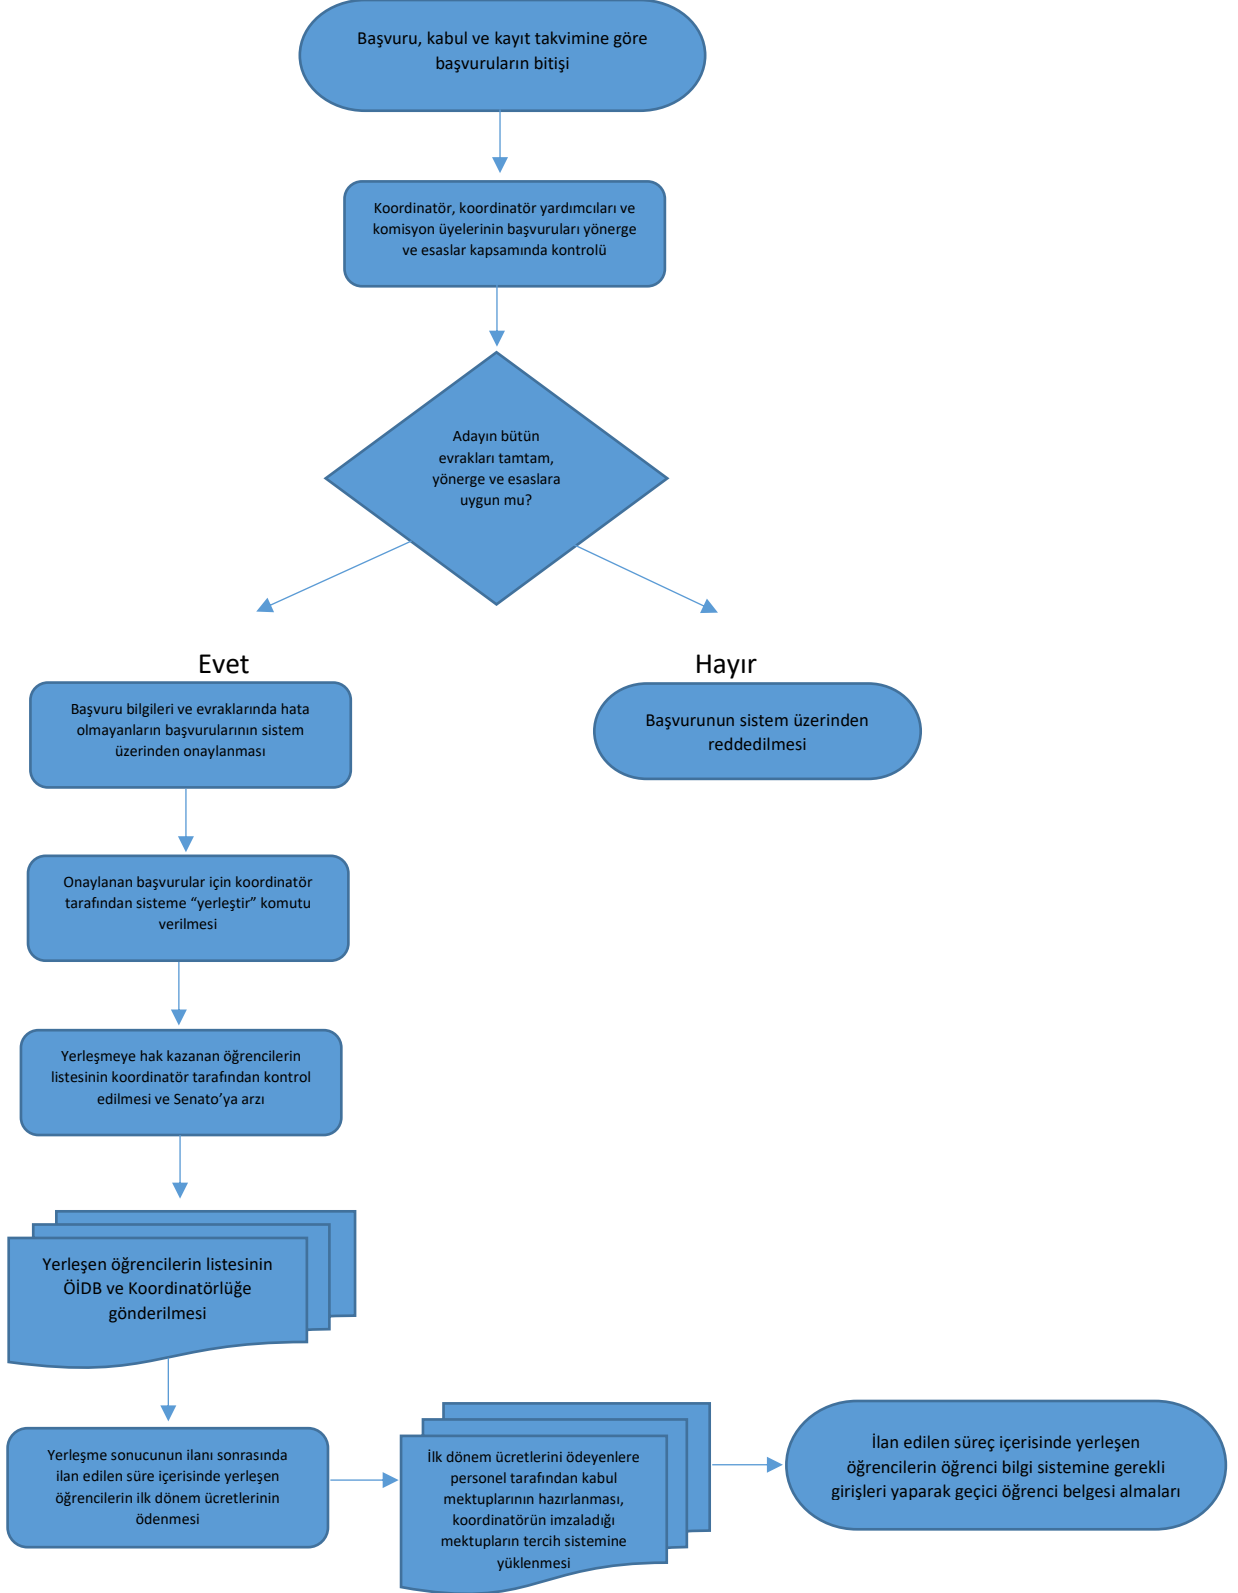 Başvuru, kabul ve kayıt takvimine göre
başvuruların bitişi
Koordinatör, koordinatör yardımcıları ve
komisyon üyelerinin başvuruları yönerge
ve esaslar kapsamında kontrolü
Adayın bütün
evrakları tamtam,
yönerge ve esaslara
uygun mu?
Evet
Hayır
Başvuru bilgileri ve evraklarında hata
olmayanların başvurularının sistem
üzerinden onaylanması
Başvurunun sistem üzerinden
reddedilmesi
Onaylanan başvurular için koordinatör
tarafından sisteme “yerleştir” komutu
verilmesi
Yerleşmeye hak kazanan öğrencilerin
listesinin koordinatör tarafından kontrol
edilmesi ve Senato’ya arzı
Yerleşen öğrencilerin listesinin
ÖİDB ve Koordinatörlüğe
gönderilmesi
Yerleşme sonucunun ilanı sonrasında
ilan edilen süre içerisinde yerleşen
öğrencilerin ilk dönem ücretlerinin
ödenmesi
İlk dönem ücretlerini ödeyenlere
personel tarafından kabul
mektuplarının hazırlanması,
koordinatörün imzaladığı
mektupların tercih sistemine
yüklenmesi
İlan edilen süreç içerisinde yerleşen
öğrencilerin öğrenci bilgi sistemine gerekli
girişleri yaparak geçici öğrenci belgesi almaları